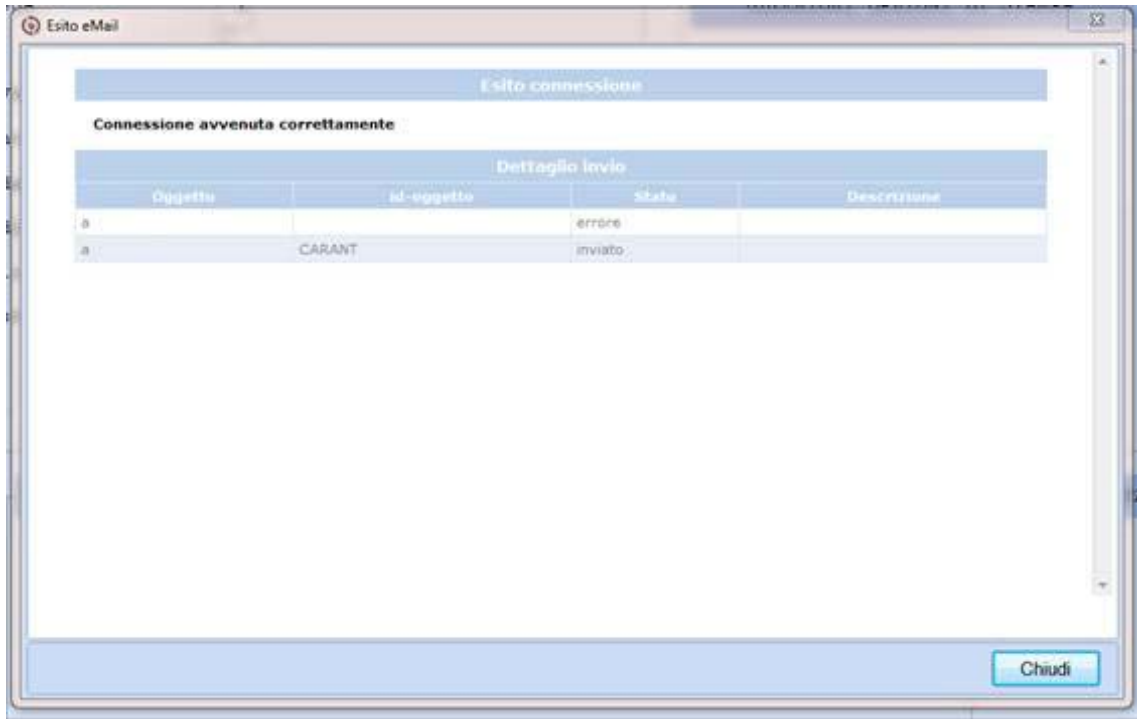 Esito eMail
Esito connessione
Connessione avvenuta correttamente
Dettaglio invio
Oggetto id-oggetto Stato Descrizione
a errore
a CARANT inviato
Chiudi